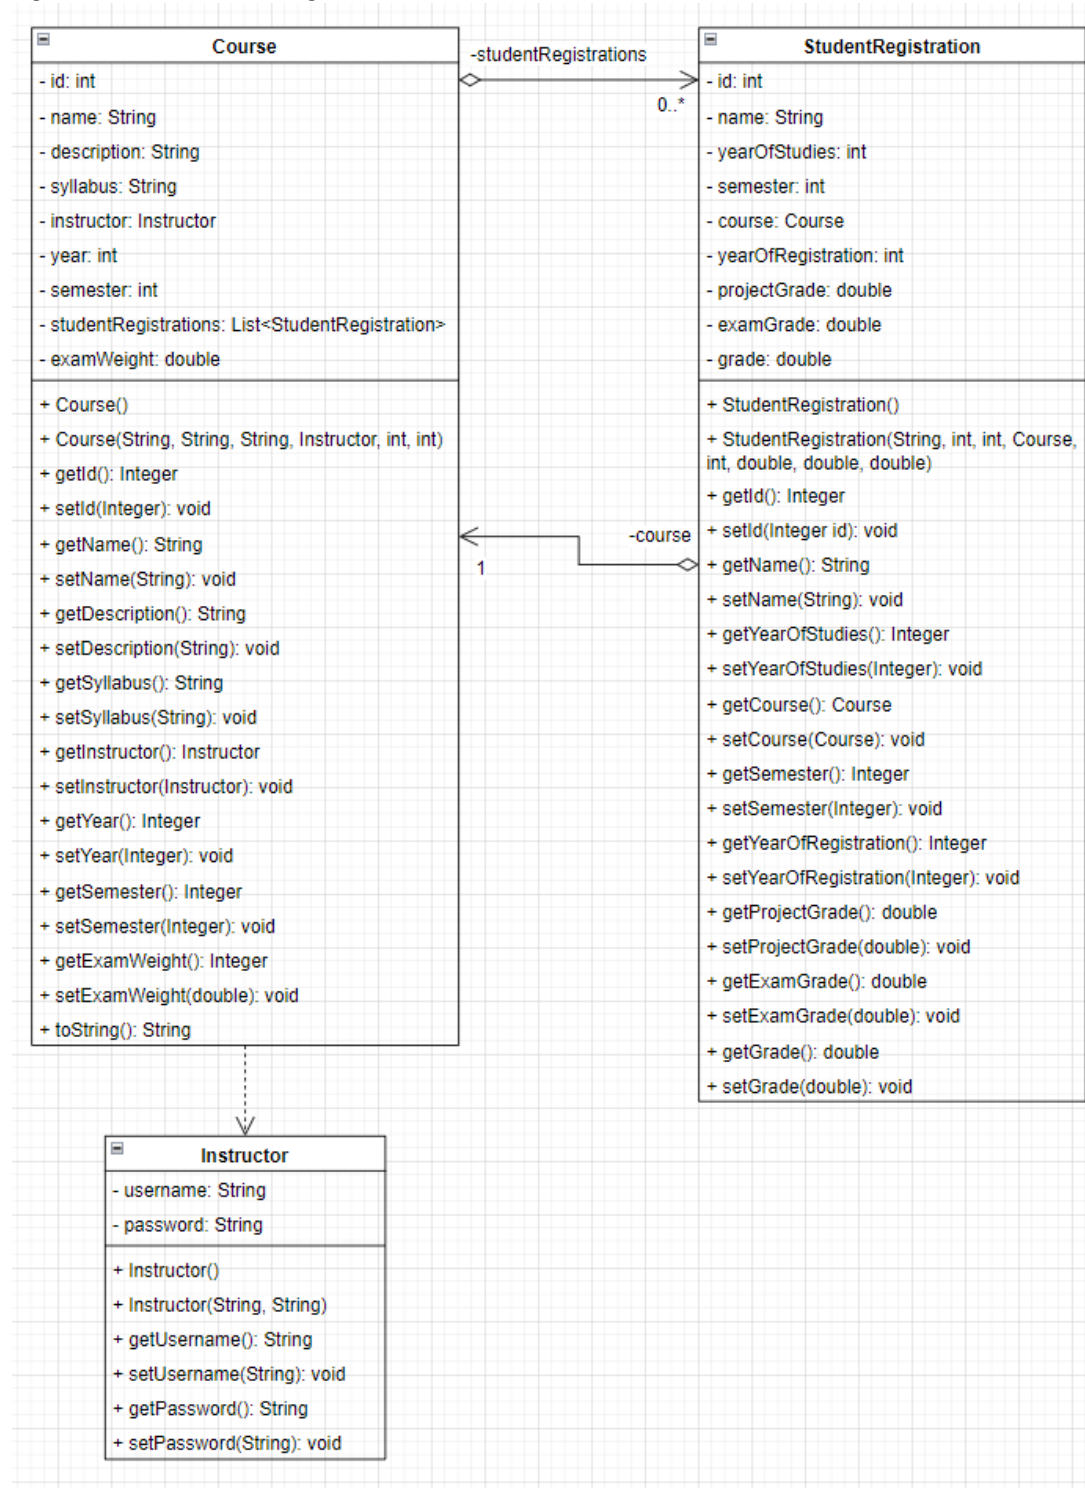 Course
- id: int
- name: String
- description: String
- syllabus: String
- instructor: Instructor
- year: int
- semester: int
- studentRegistrations: List<StudentRegistration>
- examWeight: double
+ Course()
+ Course(String, String, String, Instructor, int, int)
+ getId(): Integer
+ setId(Integer): void
+ getName(): String
+ setName(String): void
+ getDescription(): String
+ setDescription(String): void
+ getSyllabus(): String
+ setSyllabus(String): void
+ getInstructor(): Instructor
+ setInstructor(Instructor): void
+ getYear(): Integer
+ setYear(Integer): void
+ getSemester(): Integer
+ setSemester(Integer): void
+ getExamWeight(): Integer
+ setExamWeight(double): void
+ toString(): String
-studentRegistrations
0..*
-course
1
StudentRegistration
- id: int
- name: String
- yearOfStudies: int
- semester: int
- course: Course
- yearOfRegistration: int
- projectGrade: double
- examGrade: double
- grade: double
+ StudentRegistration()
+ StudentRegistration(String, int, int, Course,
int, double, double, double)
+ getId(): Integer
+ setId(Integer id): void
+ getName(): String
+ setName(String): void
+ getYearOfStudies(): Integer
+ setYearOfStudies(Integer): void
+ getCourse(): Course
+ setCourse(Course): void
+ getSemester(): Integer
+ setSemester(Integer): void
+ getYearOfRegistration(): Integer
+ setYearOfRegistration(Integer): void
+ getProjectGrade(): double
+ setProjectGrade(double): void
+ getExamGrade(): double
+ setExamGrade(double): void
+ getGrade(): double
+ setGrade(double): void
Instructor
- username: String
- password: String
+ Instructor()
+ Instructor(String, String)
+ getUsername(): String
+ setUsername(String): void
+ getPassword(): String
+ setPassword(String): void